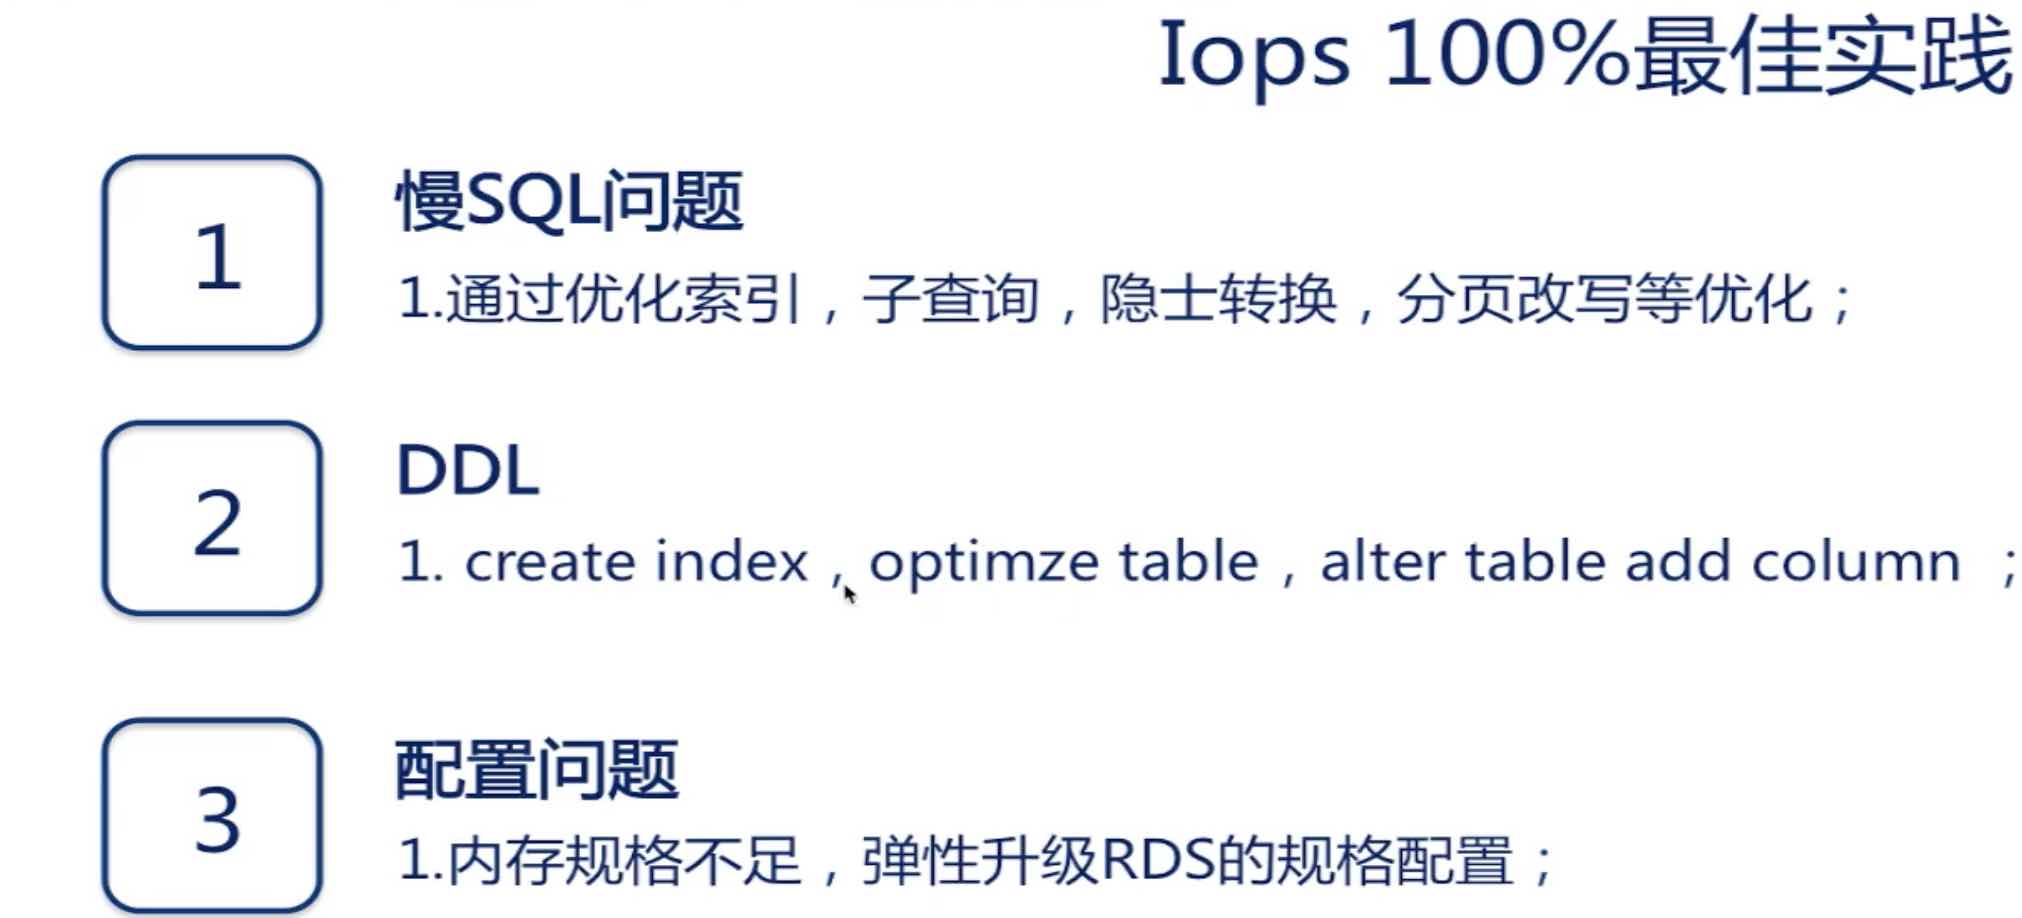 Iops 100%最佳实践
1
慢SQL问题
1.通过优化索引，子查询，隐士转换，分页改写等优化；
2
DDL
1. create index，optimze table，alter table add column ；
3
配置问题
1.内存规格不足，弹性升级RDS的规格配置；